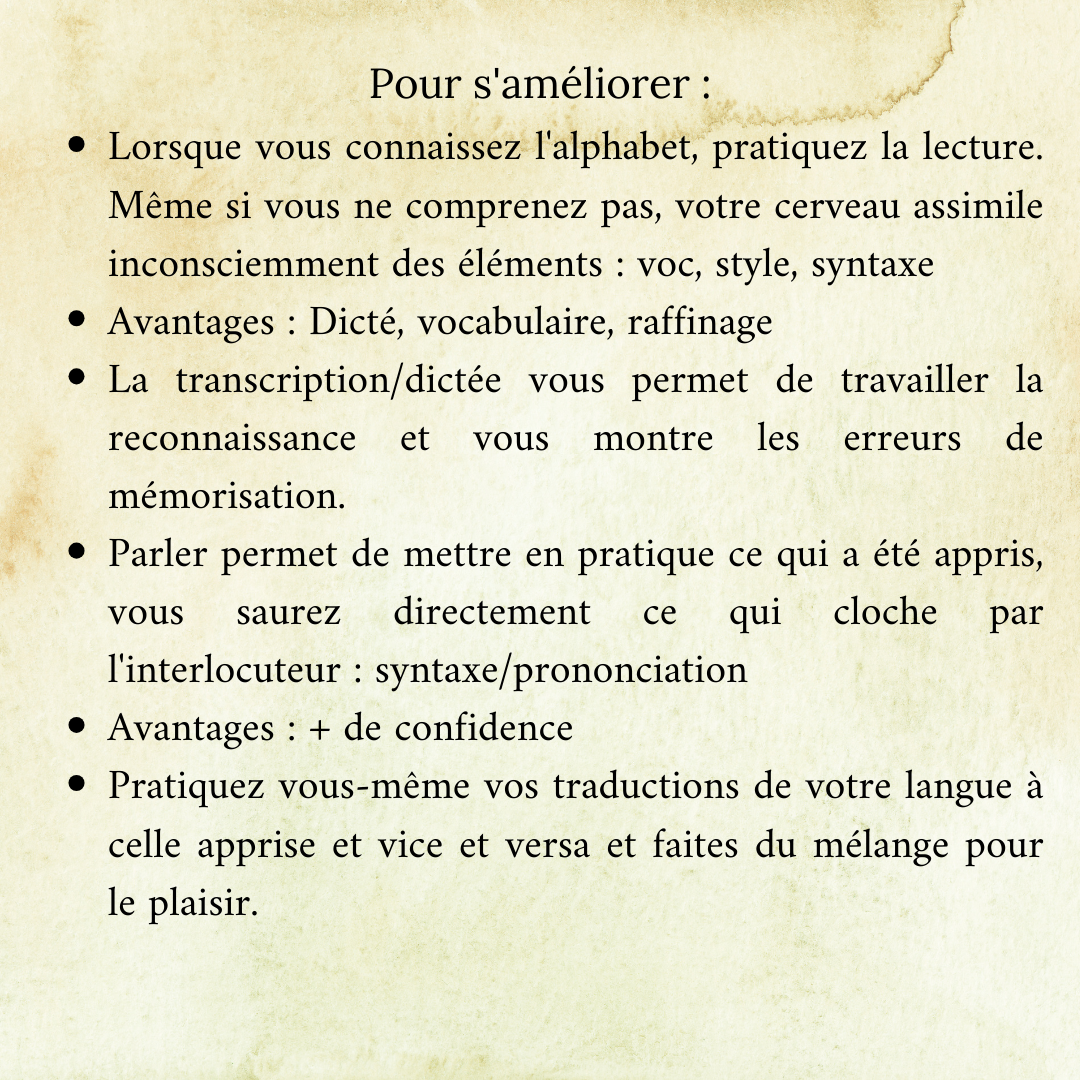 Pour s'améliorer :
• Lorsque vous connaissez l'alphabet, pratiquez la lecture.
Même si vous ne comprenez pas, votre cerveau assimile
inconsciemment des éléments : voc, style, syntaxe
• Avantages : Dicté, vocabulaire, raffinage
• La transcription/dictée vous permet de travailler la
reconnaissance et vous montre les erreurs de
mémorisation.
• Parler permet de mettre en pratique ce qui a été appris,
vous saurez directement ce qui cloche par
l'interlocuteur : syntaxe/prononciation
• Avantages : + de confidence
• Pratiquez vous-même vos traductions de votre langue à
celle apprise et vice et versa et faites du mélange pour
le plaisir.